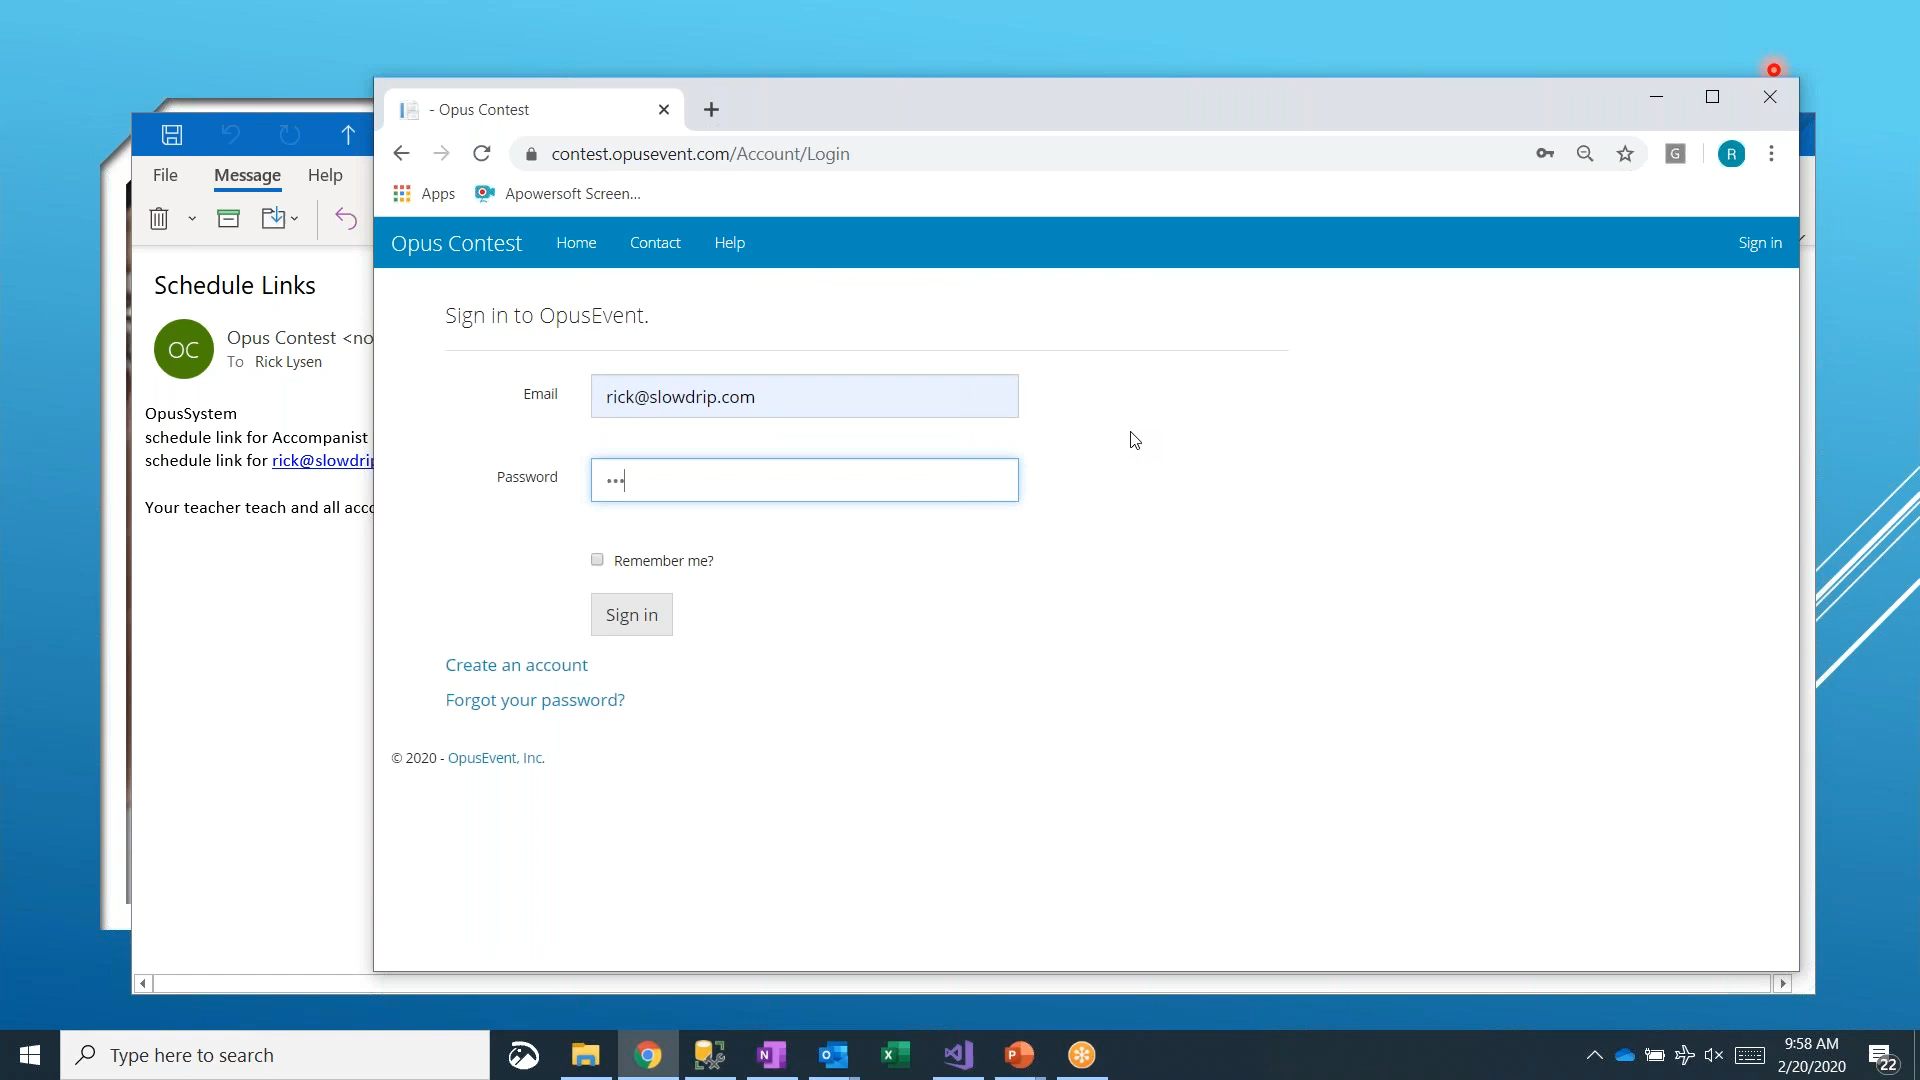 - Opus Contest
contest.opusevent.com/Account/Login
G
R
Apps
Apowersoft Screen...
File
Message
Help
Opus Contest
Home
Contact
Help
Sign in
Schedule Links
OC
Opus Contest <no
To Rick Lysen
OpusSystem
schedule link for Accompanist
schedule link for rick@slowdrip
Your teacher teach and all acco
Sign in to OpusEvent.
Email
rick@slowdrip.com
Password
•••
Remember me?
Sign in
Create an account
Forgot your password?
© 2020 - OpusEvent, Inc.
Type here to search
N
O
X
P
9:58 AM
2/20/2020
22